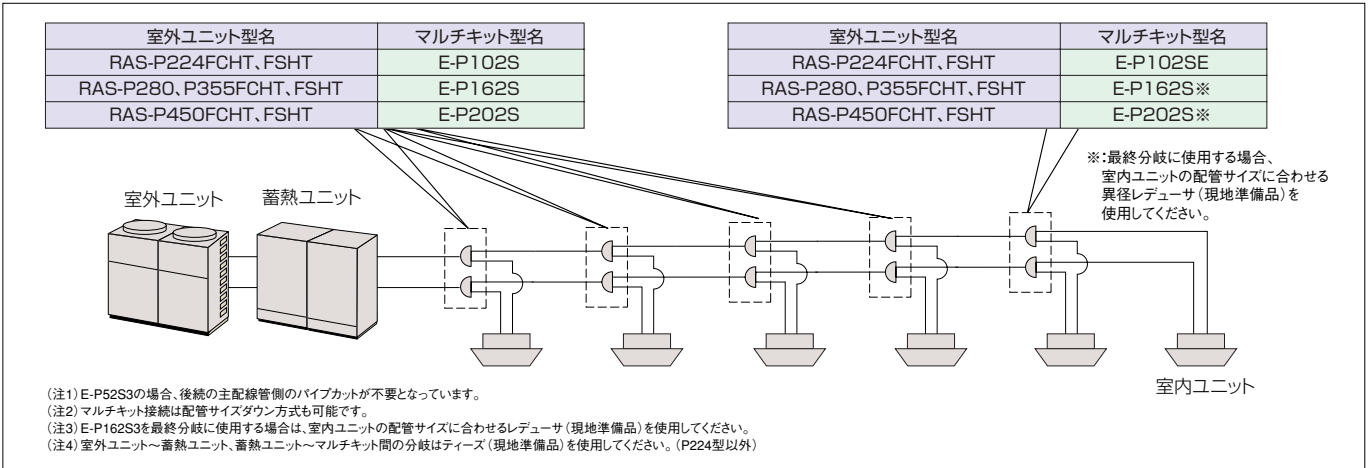 室外ユニット型名 マルチキット型名
RAS-P224FCHT、FSHT E-P102S
RAS-P280、P355FCHT、FSHT E-P162S
RAS-P450FCHT、FSHT E-P202S
室外ユニット型名 マルチキット型名
RAS-P224FCHT、FSHT E-P102SE
RAS-P280、P355FCHT、FSHT E-P162S※
RAS-P450FCHT、FSHT E-P202S※
※:最終分岐に使用する場合、
室内ユニットの配管サイズに合わせる
異径レデューサ(現地準備品)を
使用してください。
室外ユニット 蓄熱ユニット
室内ユニット
(注1)E-P52S3の場合、後続の主配線管側のパイプカットが不要となっています。
(注2)マルチキット接続は配管サイズダウン方式も可能です。
(注3)E-P162S3を最終分岐に使用する場合は、室内ユニットの配管サイズに合わせるレデューサ(現地準備品)を使用してください。
(注4)室外ユニット〜蓄熱ユニット、蓄熱ユニット〜マルチキット間の分岐はティーズ(現地準備品)を使用してください。(P224型以外)